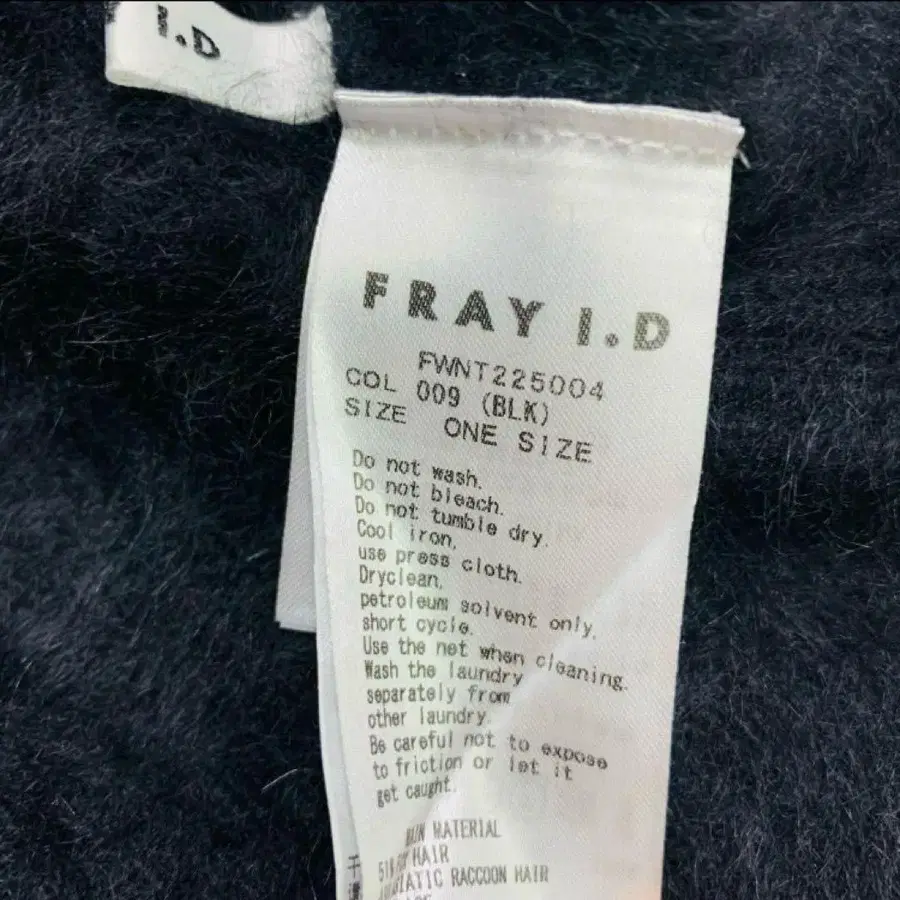 I.D
FRAY I.D
FWNT225004
COL 009 (BLK)
SIZE ONE SIZE
Do not wash.
Do not bleach.
Do not tumble dry.
Cool iron,
use press cloth.
Dryclean,
petroleum solvent only,
short cycle.
Use the net when cleaning.
Wash the laundry
separately from
other laundry.
Be careful not to expose
to friction or let it
get caught.
MATERIAL
HAIR
RACCOON HAIR